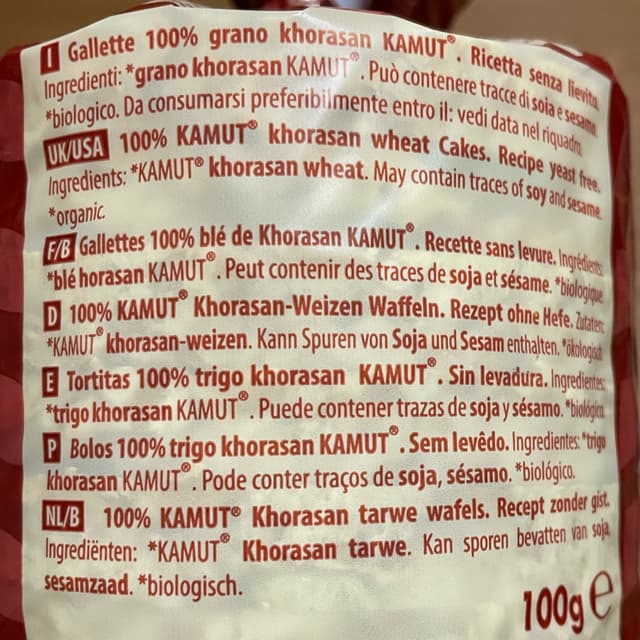 I Gallette 100% grano khorasan KAMUT®. Ricetta senza lievito.
Ingredienti: *grano khorasan KAMUT®. Può contenere tracce di soia e sesamo.
*biologico. Da consumarsi preferibilmente entro il: vedi data nel riquadro
UK/USA 100% KAMUT® khorasan wheat Cakes. Recipe yeast free.
Ingredients: *KAMUT® khorasan wheat. May contain traces of soy and sesame.
*organic.
F/B Gallettes 100% blé de Khorasan KAMUT®. Recette sans levure. Ingrédients:
*blé horasan KAMUT®. Peut contenir des traces de soja et sésame. *biologique
D 100% KAMUT® Khorasan-Weizen Waffeln. Rezept ohne Hefe. Zutaten:
*KAMUT® khorasan-weizen. Kann Spuren von Soja und Sesam enthalten. *ökologisch
E Tortitas 100% trigo khorasan KAMUT®. Sin levadura. Ingredientes:
*trigo khorasan KAMUT®. Puede contener trazas de soja y sésamo. *biológico.
P Bolos 100% trigo khorasan KAMUT®. Sem levêdo. Ingredientes: *trigo
khorasan KAMUT®. Pode conter traços de soja, sésamo. *biológico.
NL/B 100% KAMUT® Khorasan tarwe wafels. Recept zonder gist.
Ingrediënten: *KAMUT® Khorasan tarwe. Kan sporen bevatten van soja,
sesamzaad. *biologisch.
100g e